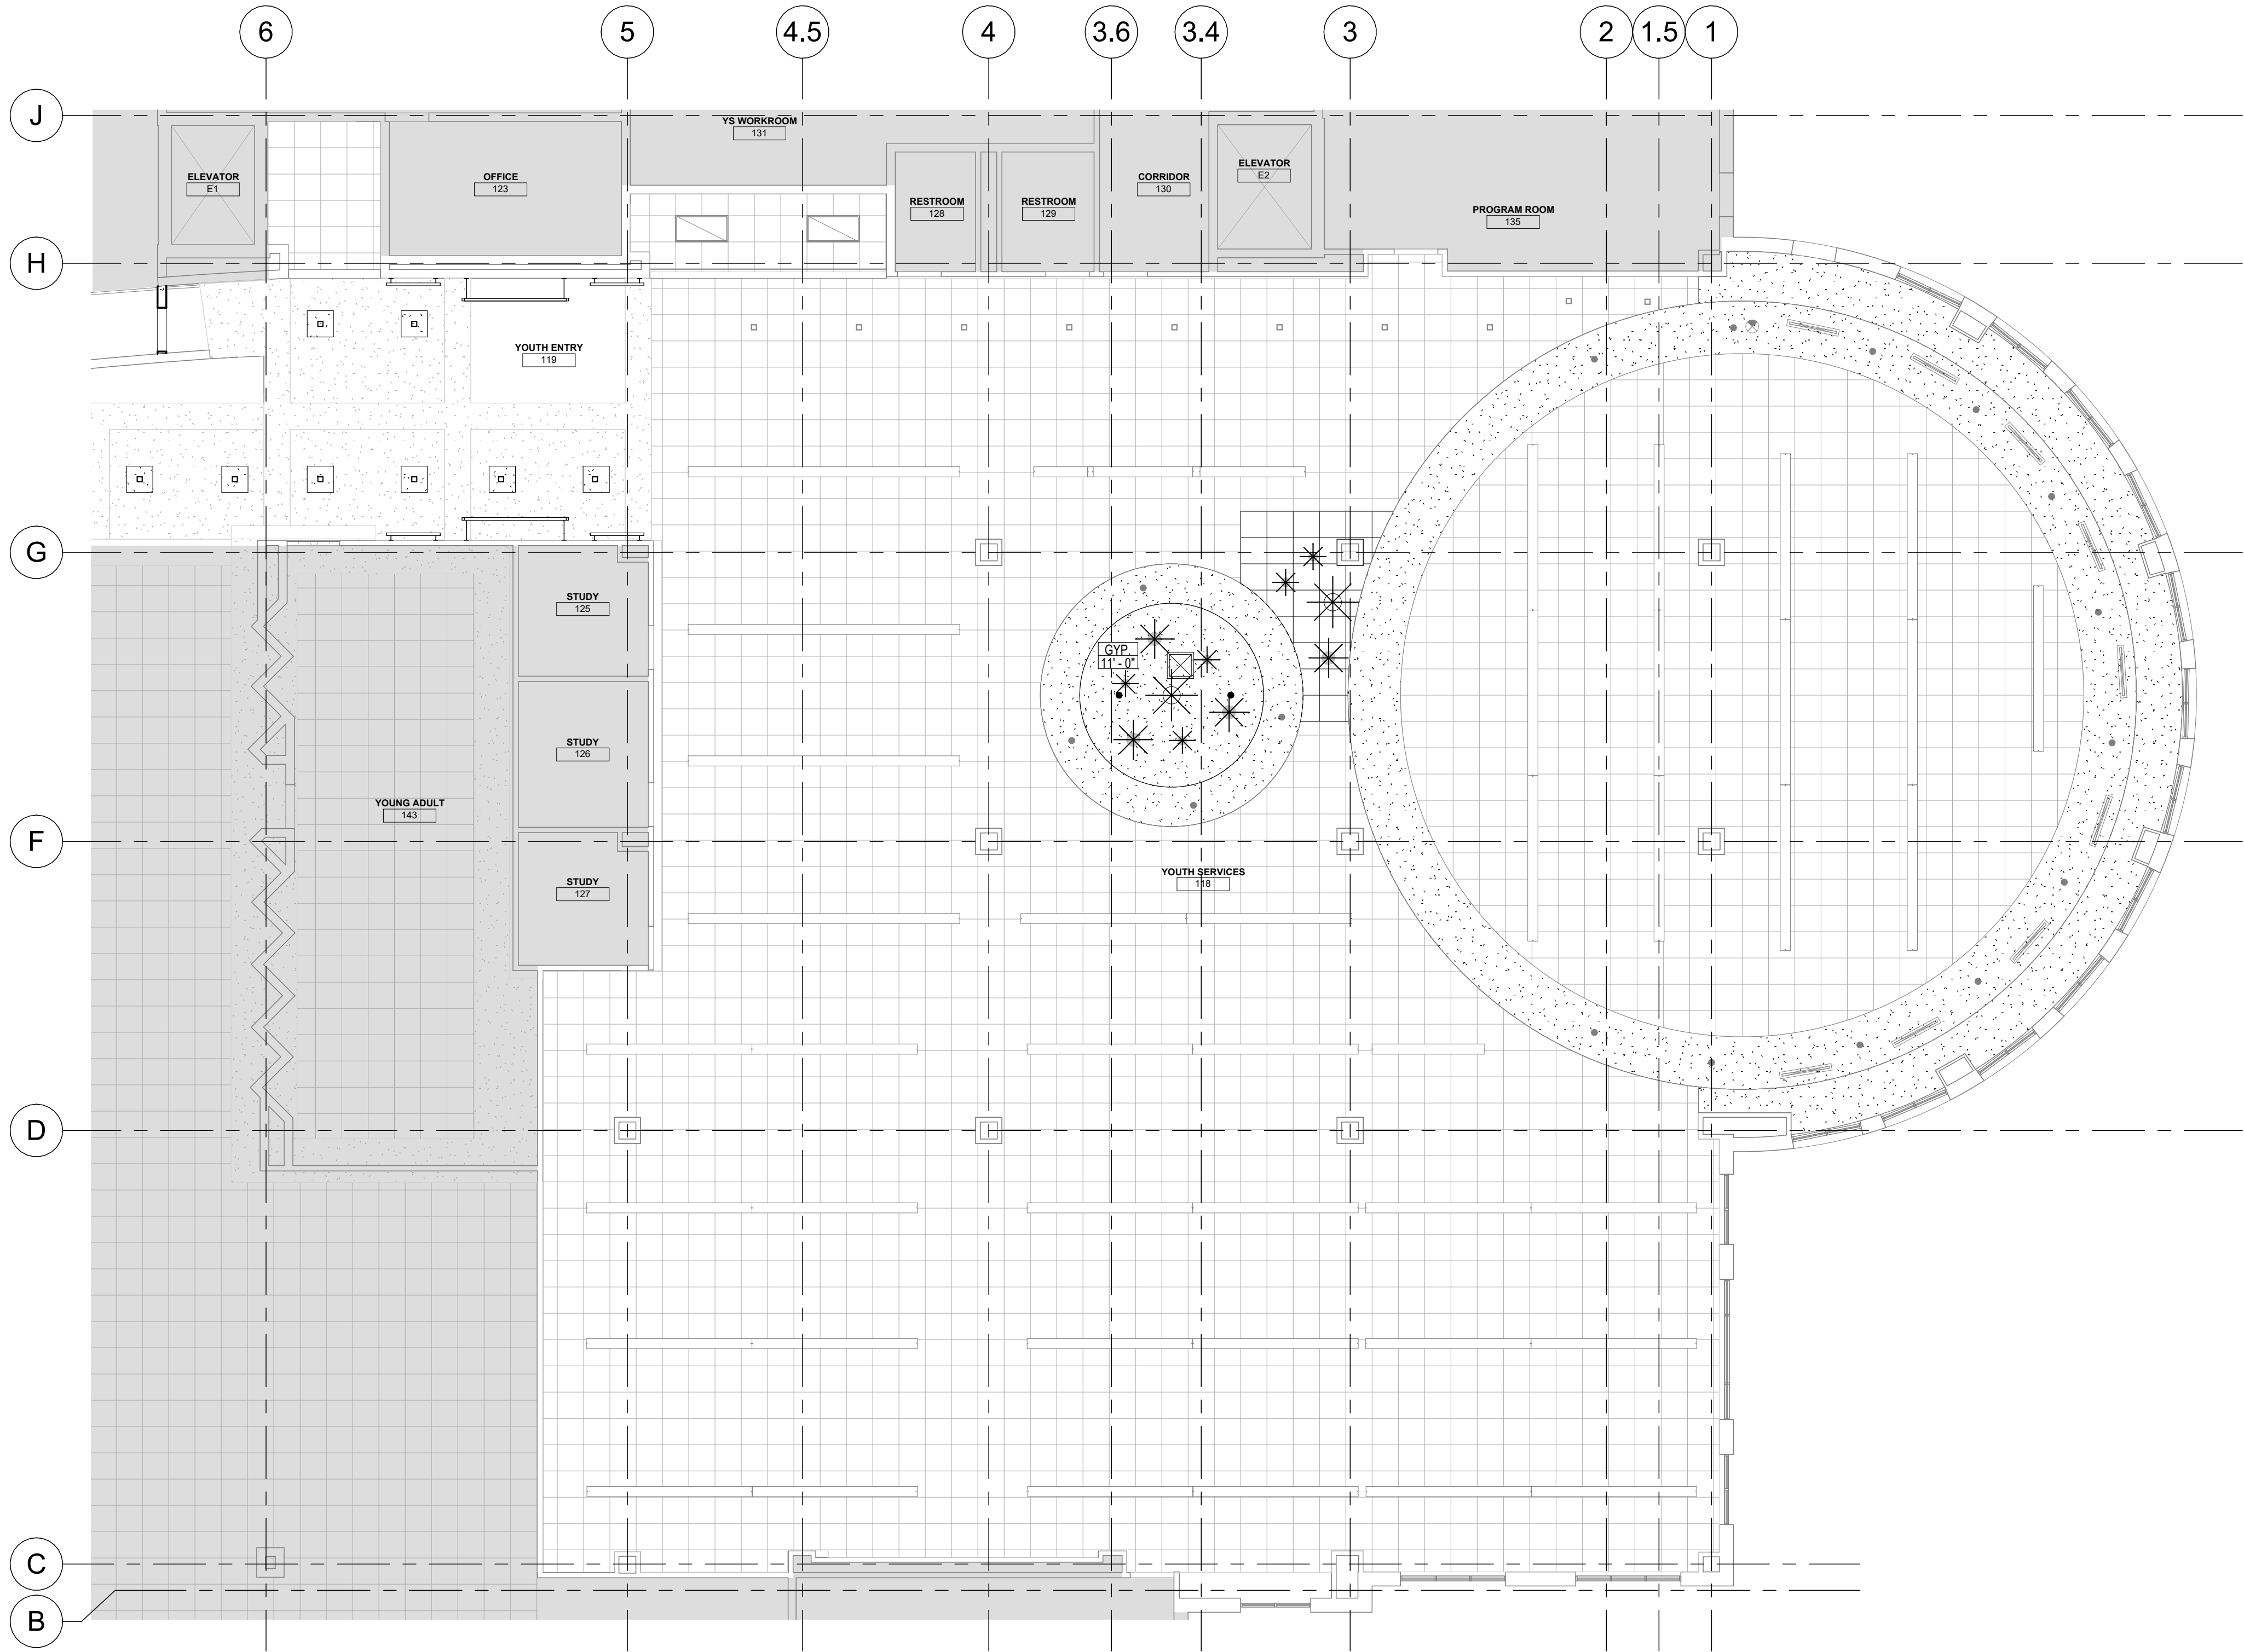 6
5
4.5
4
3.6
3.4
3
2
1.5
1
J
YS WORKROOM
131
ELEVATOR
E1
OFFICE
123
ELEVATOR
E2
CORRIDOR
130
RESTROOM
128
RESTROOM
129
PROGRAM ROOM
135
H
YOUTH ENTRY
119
G
STUDY
125
GYP.
11' - 0"
STUDY
126
YOUNG ADULT
143
F
YOUTH SERVICES
118
STUDY
127
D
C
B